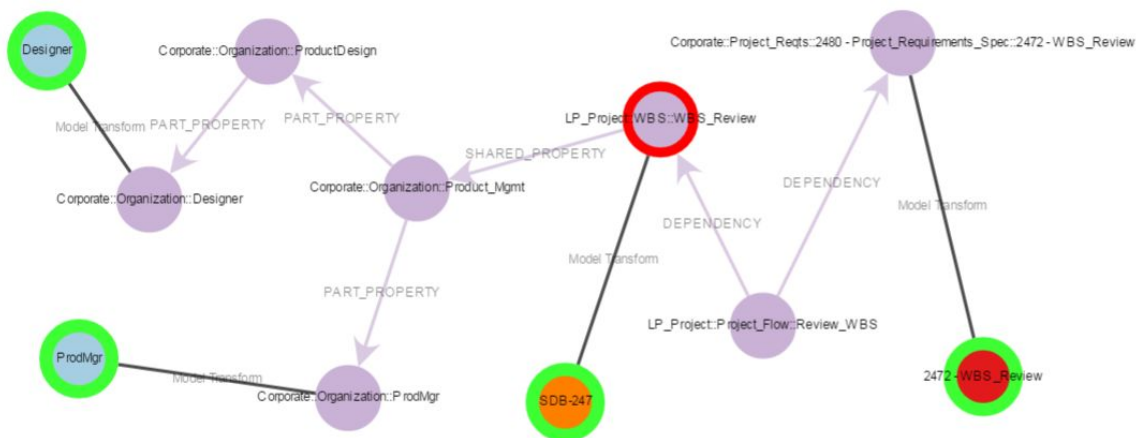 Designer
Corporate::Organization::ProductDesign
Corporate::Project_Reqts::2480 - Project_Requirements_Spec::2472 - WBS_Review
Model Transform
PART_PROPERTY
PART_PROPERTY
LP_Project::WBS::WBS_Review
SHARED_PROPERTY
Corporate::Organization::Designer
Corporate::Organization::Product_Mgmt
DEPENDENCY
Model Transform
DEPENDENCY
Model Transform
PART_PROPERTY
LP_Project::Project_Flow::Review_WBS
ProdMgr
Model Transform
Corporate::Organization::ProdMgr
SDB-247
2472 - WBS_Review